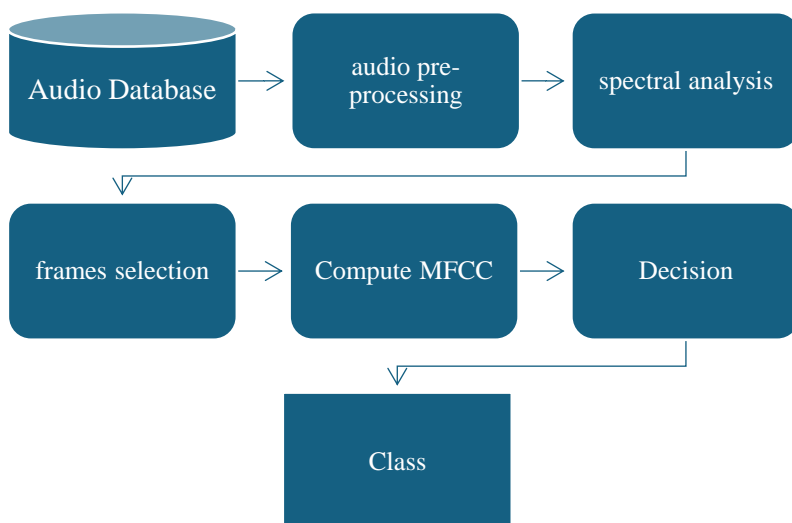 Audio Database
audio pre-
processing
spectral analysis
frames selection
Compute MFCC
Decision
Class